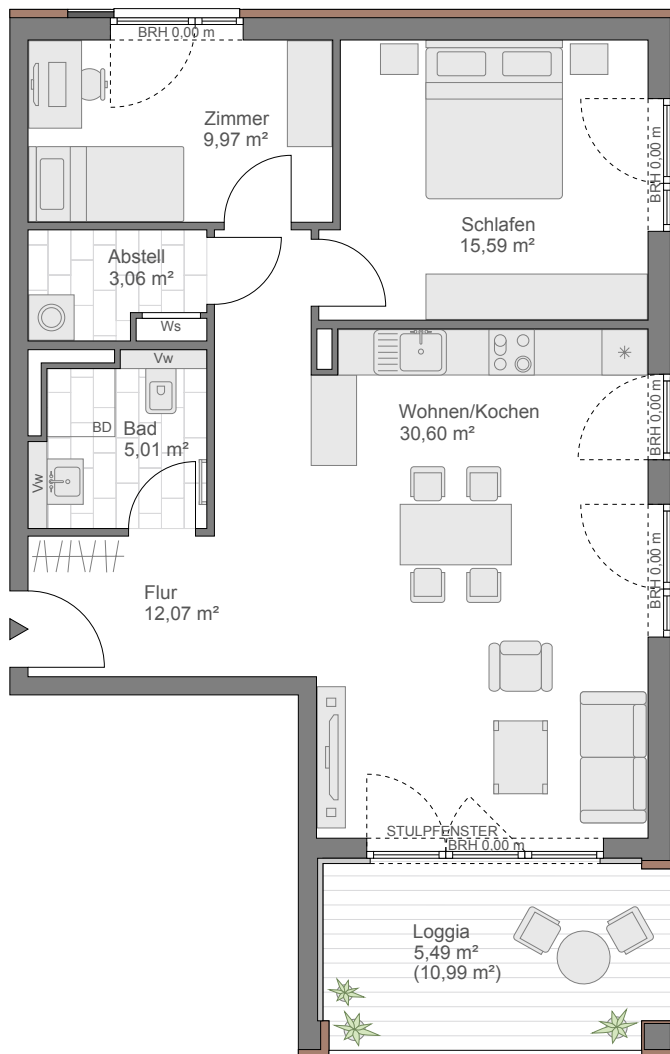 BRH 0.00 m
Zimmer
9,97 m²
BRH 0.00 m
Schlafen
15,59 m²
Abstell
3,06 m²
Ws
Vw
Wohnen/Kochen
30,60 m²
BRH 0.00 m
BD
Bad
5,01 m²
Vw
BRH 0.00 m
Flur
12,07 m²
STULPFENSTER
BRH 0.00 m
Loggia
5,49 m²
(10,99 m²)